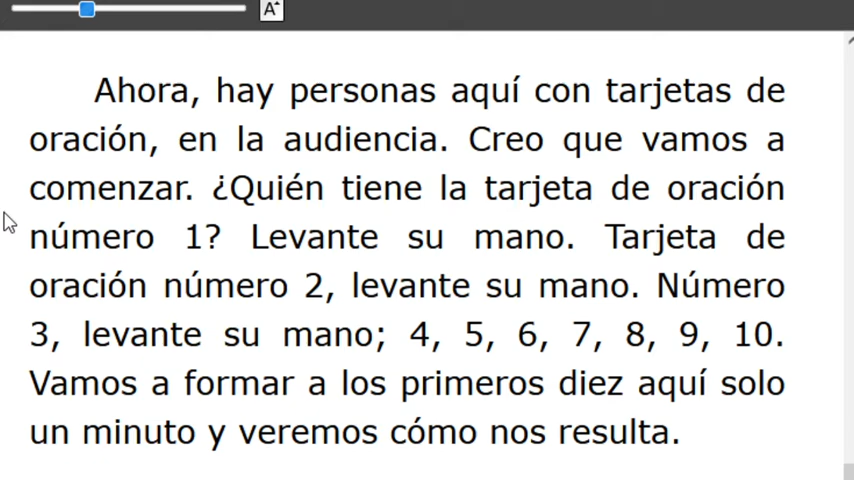 A
Ahora, hay personas aquí con tarjetas de
oración, en la audiencia. Creo que vamos a
comenzar. ¿Quién tiene la tarjeta de oración
número 1? Levante su mano. Tarjeta de
oración número 2, levante su mano. Número
3, levante su mano; 4, 5, 6, 7, 8, 9, 10.
Vamos a formar a los primeros diez aquí solo
un minuto y veremos cómo nos resulta.